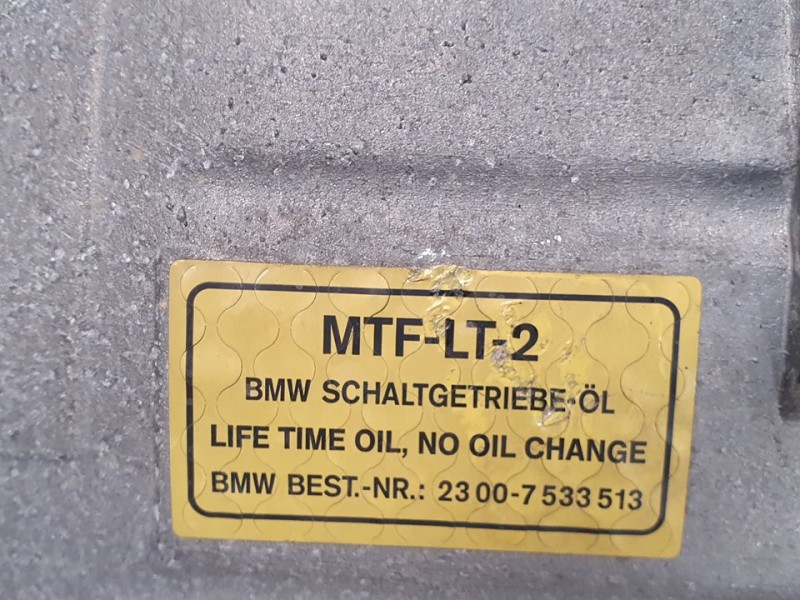 MTF-LT-2
BMW SCHALTGETRIEBE-ÖL
LIFE TIME OIL, NO OIL CHANGE
BMW BEST.-NR.: 23 00-7 533 513